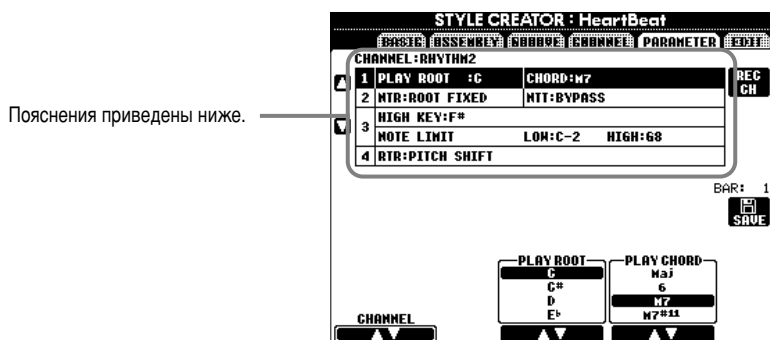 STYLE CREATOR : HeartBeat
BASIC ASSEMBLY GROOVE CHANNEL PARAMETER EDIT
CHANNEL:RHYTHM2
1 PLAY ROOT :C CHORD:M7
REC CH
2 NTR:ROOT FIXED NTT:BYPASS
Пояснения приведены ниже.
3 HIGH KEY:F#
NOTE LIMIT LOW:C-2 HIGH:G8
4 RTR:PITCH SHIFT
BAR: 1
SAVE
PLAY ROOT PLAY CHORD
C Maj
C# 6
D M7
E♭ M7#11
CHANNEL